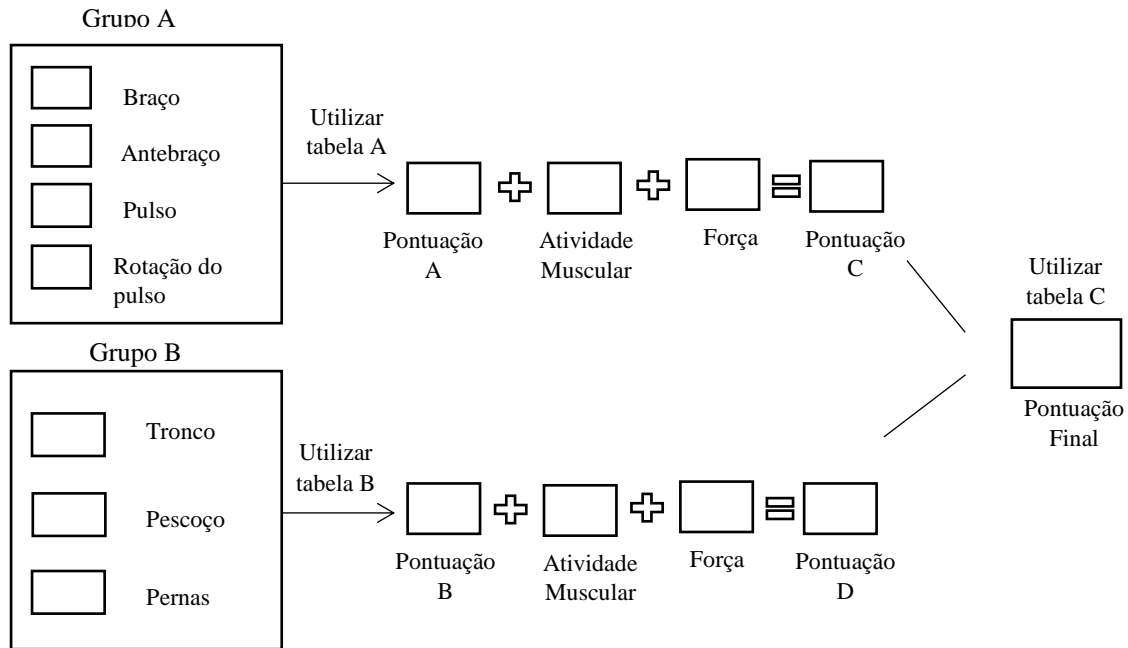 Grupo A
Braço
Antebraço
Pulso
Rotação do
pulso
Utilizar
tabela A
Pontuação
A
Atividade
Muscular
Força
Pontuação
C
Grupo B
Tronco
Pescoço
Pernas
Utilizar
tabela B
Pontuação
B
Atividade
Muscular
Força
Pontuação
D
Utilizar
tabela C
Pontuação
Final